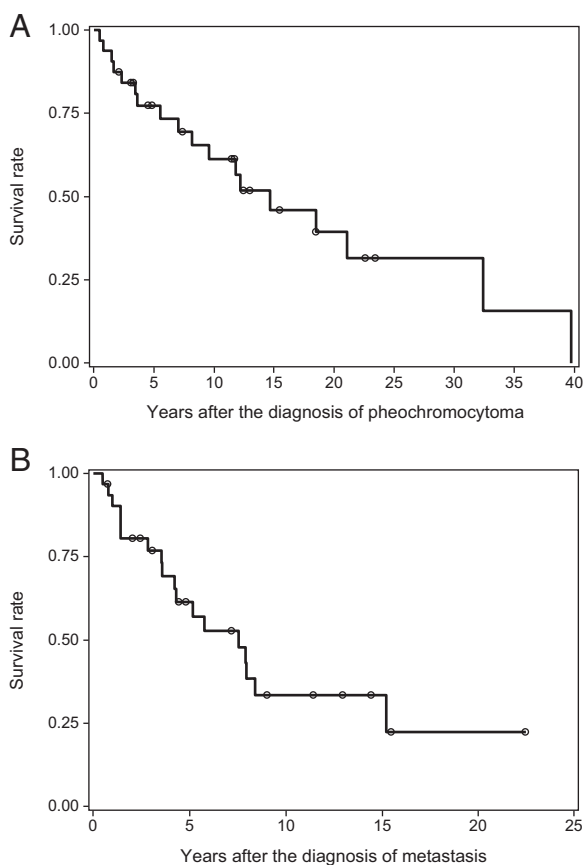 A
1.00
0.75
0.50
0.25
0.00
Survival rate
0 5 10 15 20 25 30 35 40
Years after the diagnosis of pheochromocytoma
B
1.00
0.75
0.50
0.25
0.00
Survival rate
0 5 10 15 20 25
Years after the diagnosis of metastasis